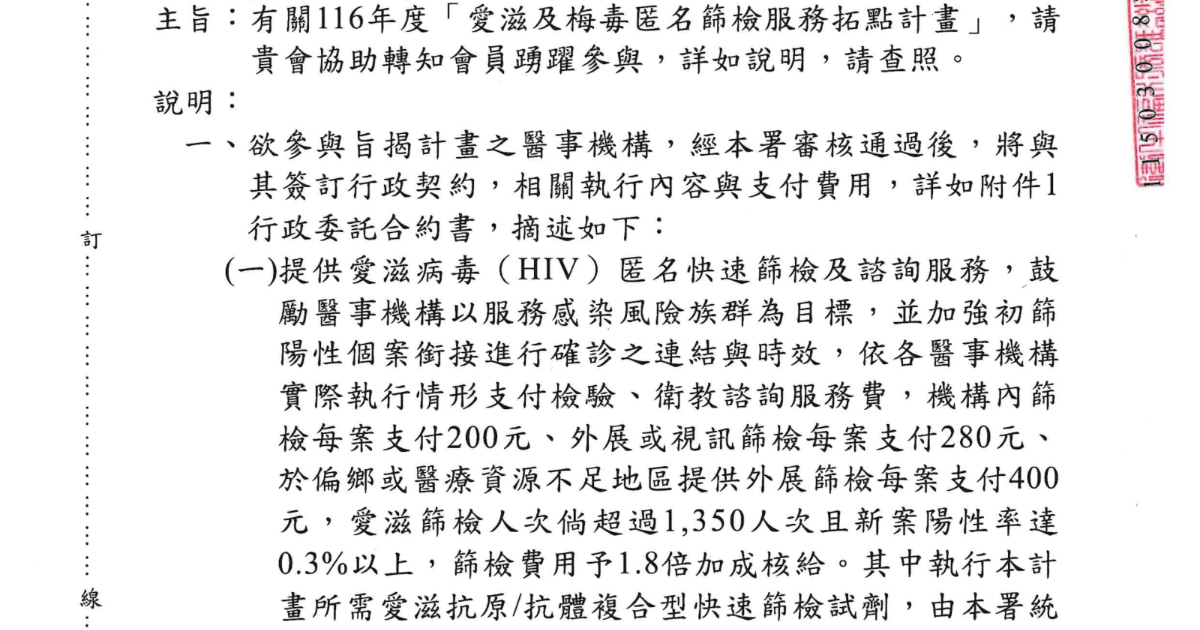 主旨：有關116年度「愛滋及梅毒匿名篩檢服務拓點計畫」，請
貴會協助轉知會員踴躍參與，詳如說明，請查照。
說明：
一、欲參與旨揭計畫之醫事機構，經本署審核通過後，將與
其簽訂行政契約，相關執行內容與支付費用，詳如附件1
行政委託合約書，摘述如下：
(一)提供愛滋病毒（HIV）匿名快速篩檢及諮詢服務，鼓
勵醫事機構以服務感染風險族群為目標，並加強初篩
陽性個案銜接進行確診之連結與時效，依各醫事機構
實際執行情形支付檢驗、衛教諮詢服務費，機構內篩
檢每案支付200元、外展或視訊篩檢每案支付280元、
於偏鄉或醫療資源不足地區提供外展篩檢每案支付400
元，愛滋篩檢人次倘超過1,350人次且新案陽性率達
0.3%以上，篩檢費用予1.8倍加成核給。其中執行本計
畫所需愛滋抗原/抗體複合型快速篩檢試劑，由本署統
訂
線
1150308